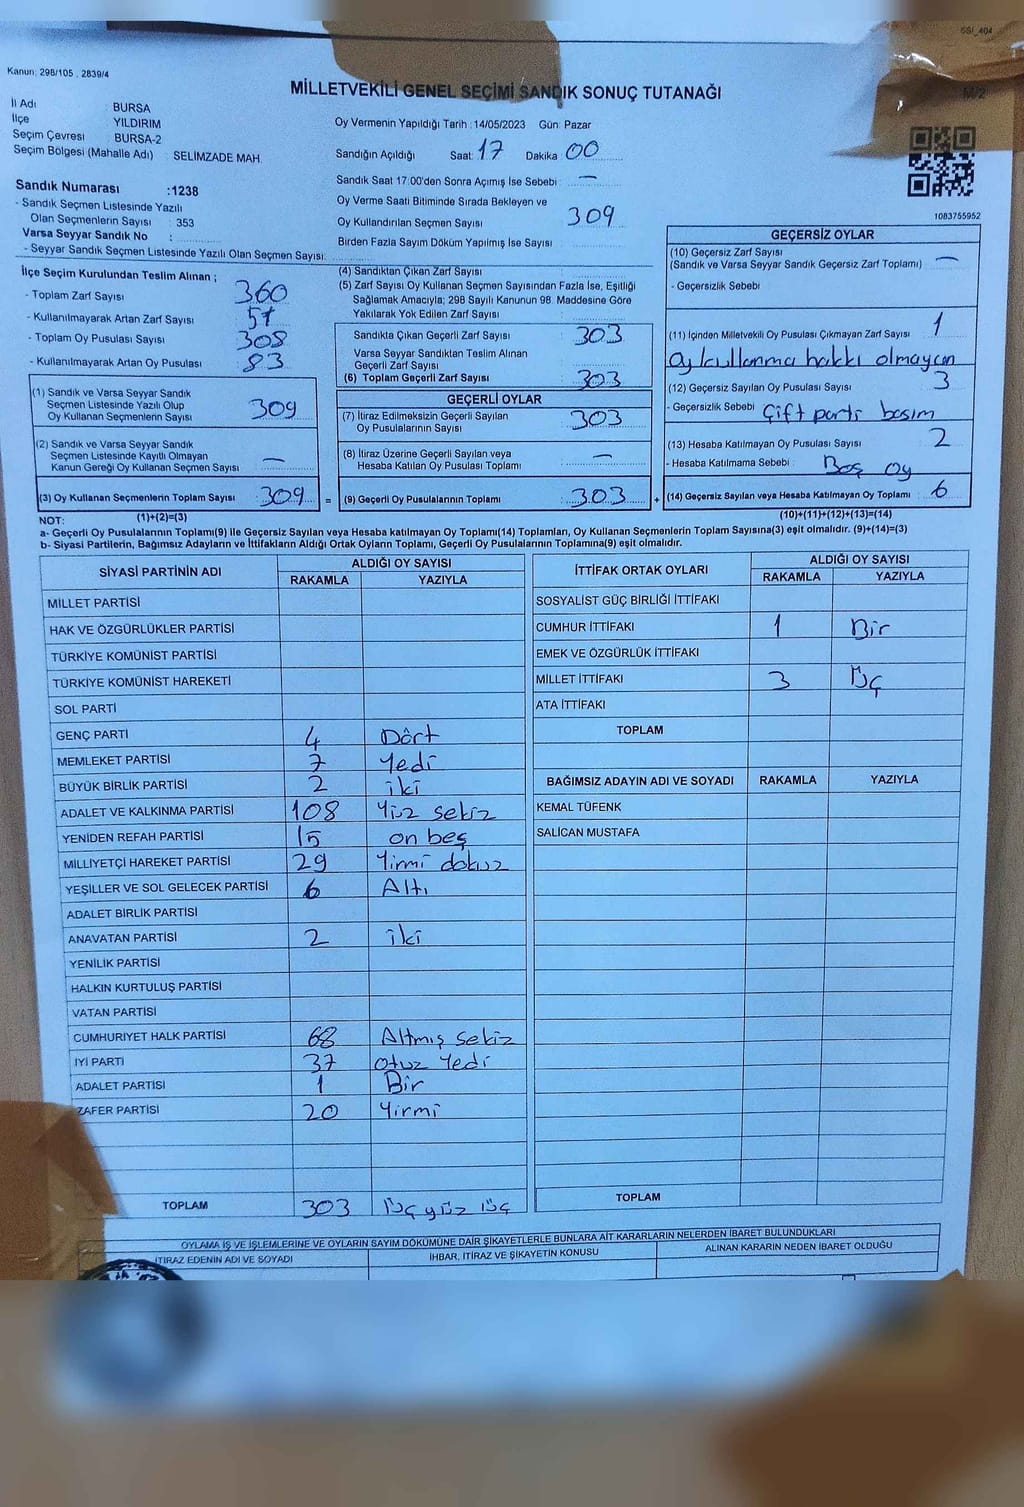 SSİ_404
Kanun: 298/105 , 2839/4
MİLLETVEKİLİ GENEL SEÇİMİ SANDIK SONUÇ TUTANAĞI
M/2
İl Adı : BURSA
İlçe : YILDIRIM
Seçim Çevresi : BURSA-2
Seçim Bölgesi (Mahalle Adı) : SELİMZADE MAH.
Oy Vermenin Yapıldığı Tarih :14/05/2023 Gün: Pazar
Sandığın Açıldığı Saat: 17 Dakika 00
Sandık Saat 17:00'den Sonra Açılmış İse Sebebi : —
Oy Verme Saati Bitiminde Sırada Bekleyen ve
Oy Kullandırılan Seçmen Sayısı : 309
Birden Fazla Sayım Döküm Yapılmış İse Sayısı
1083755952
Sandık Numarası :1238
- Sandık Seçmen Listesinde Yazılı
Olan Seçmenlerin Sayısı : 353
Varsa Seyyar Sandık No :
- Seyyar Sandık Seçmen Listesinde Yazılı Olan Seçmen Sayısı:
İlçe Seçim Kurulundan Teslim Alınan ;
- Toplam Zarf Sayısı : 360
- Kullanılmayarak Artan Zarf Sayısı : 51
- Toplam Oy Pusulası Sayısı : 308
- Kullanılmayarak Artan Oy Pusulası : 83
(1) Sandık ve Varsa Seyyar Sandık
Seçmen Listesinde Yazılı Olup
Oy Kullanan Seçmenlerin Sayısı : 309
(2) Sandık ve Varsa Seyyar Sandık
Seçmen Listesinde Kayıtlı Olmayan
Kanun Gereği Oy Kullanan Seçmen Sayısı : —
(3) Oy Kullanan Seçmenlerin Toplam Sayısı : 309 =
(1)+(2)=(3)
(4) Sandıktan Çıkan Zarf Sayısı :
(5) Zarf Sayısı Oy Kullanan Seçmen Sayısından Fazla İse, Eşitliği
Sağlamak Amacıyla; 298 Sayılı Kanunun 98. Maddesine Göre
Yakılarak Yok Edilen Zarf Sayısı :
Sandıkta Çıkan Geçerli Zarf Sayısı : 303
Varsa Seyyar Sandıktan Teslim Alınan
Geçerli Zarf Sayısı :
(6) Toplam Geçerli Zarf Sayısı : 303
GEÇERLİ OYLAR
(7) İtiraz Edilmeksizin Geçerli Sayılan
Oy Pusulalarının Sayısı : 303
(8) İtiraz Üzerine Geçerli Sayılan veya
Hesaba Katılan Oy Pusulası Toplamı : —
(9) Geçerli Oy Pusulalarının Toplamı : 303 +
GEÇERSİZ OYLAR
(10) Geçersiz Zarf Sayısı
(Sandık ve Varsa Seyyar Sandık Geçersiz Zarf Toplamı) : —
- Geçersizlik Sebebi
(11) İçinden Milletvekili Oy Pusulası Çıkmayan Zarf Sayısı : 1
Oy kullanma hakkı olmayan
(12) Geçersiz Sayılan Oy Pusulası Sayısı : 3
- Geçersizlik Sebebi Çift parti basım
(13) Hesaba Katılmayan Oy Pusulası Sayısı : 2
- Hesaba Katılmama Sebebi : Boş oy
(14) Geçersiz Sayılan veya Hesaba Katılmayan Oy Toplamı : 6
(10)+(11)+(12)+(13)=(14)
NOT:
a- Geçerli Oy Pusulalarının Toplamı(9) ile Geçersiz Sayılan veya Hesaba katılmayan Oy Toplamı(14) Toplamları, Oy Kullanan Seçmenlerin Toplam Sayısına(3) eşit olmalıdır. (9)+(14)=(3)
b- Siyasi Partilerin, Bağımsız Adayların ve İttifakların Aldığı Ortak Oyların Toplamı, Geçerli Oy Pusulalarının Toplamına(9) eşit olmalıdır.
SİYASİ PARTİNİN ADI ALDIĞI OY SAYISI
RAKAMLA YAZIYLA
MİLLET PARTİSİ
HAK VE ÖZGÜRLÜKLER PARTİSİ
TÜRKİYE KOMÜNİST PARTİSİ
TÜRKİYE KOMÜNİST HAREKETİ
SOL PARTİ
GENÇ PARTİ 4 Dört
MEMLEKET PARTİSİ 7 Yedi
BÜYÜK BİRLİK PARTİSİ 2 iki
ADALET VE KALKINMA PARTİSİ 108 Yüz sekiz
YENİDEN REFAH PARTİSİ 15 on beş
MİLLİYETÇİ HAREKET PARTİSİ 29 Yirmi dokuz
YEŞİLLER VE SOL GELECEK PARTİSİ 6 Altı
ADALET BİRLİK PARTİSİ
ANAVATAN PARTİSİ 2 iki
YENİLİK PARTİSİ
HALKIN KURTULUŞ PARTİSİ
VATAN PARTİSİ
CUMHURİYET HALK PARTİSİ 68 Altmış sekiz
İYİ PARTİ 37 otuz Yedi
ADALET PARTİSİ 1 Bir
ZAFER PARTİSİ 20 Yirmi
TOPLAM 303 Üç yüz Üç
İTTİFAK ORTAK OYLARI ALDIĞI OY SAYISI
RAKAMLA YAZIYLA
SOSYALİST GÜÇ BİRLİĞİ İTTİFAKI
CUMHUR İTTİFAKI 1 Bir
EMEK VE ÖZGÜRLÜK İTTİFAKI
MİLLET İTTİFAKI 3 Üç
ATA İTTİFAKI
TOPLAM
BAĞIMSIZ ADAYIN ADI VE SOYADI RAKAMLA YAZIYLA
KEMAL TÜFENK
SALİCAN MUSTAFA
TOPLAM
OYLAMA İŞ VE İŞLEMLERİNE VE OYLARIN SAYIM DÖKÜMÜNE DAİR ŞİKAYETLERLE BUNLARA AİT KARARLARIN NELERDEN İBARET BULUNDUKLARI
İTİRAZ EDENİN ADI VE SOYADI İHBAR, İTİRAZ VE ŞİKAYETİN KONUSU ALINAN KARARIN NEDEN İBARET OLDUĞU